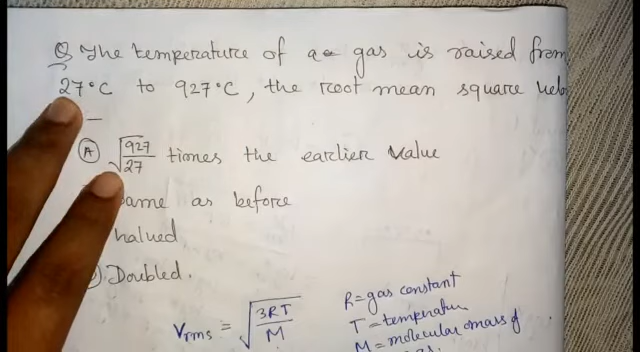 Q The temperature of a gas is raised from
27°C to 927°C, the root mean square
A √927/27 times the earlier value
same as before
halved
Doubled.
Vrms = √3RT/M
R = gas constant
T = temperature
M = molecular mass of